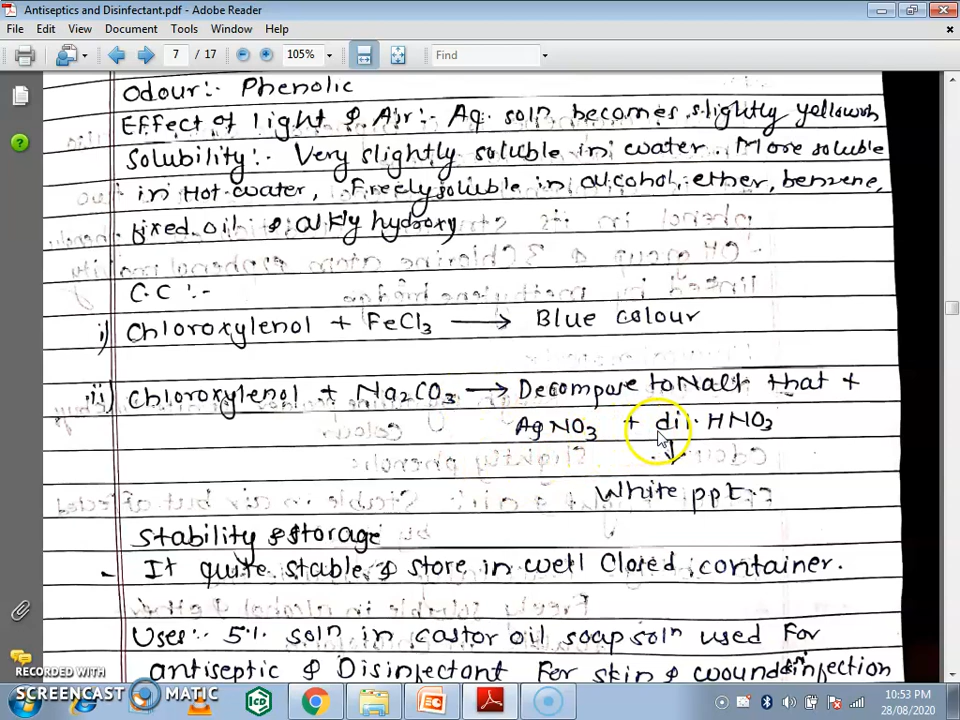 Antiseptics and Disinfectant.pdf - Adobe Reader
File Edit View Document Tools Window Help
7 / 17 105% Find
Odour:- Phenolic
Effect of light & Air:- Aq. soln becomes slightly yellowish
Solubility:- Very slightly soluble in water. More soluble
in Hot water, Freely soluble in alcohol, ether, benzene,
fixed oil & alkly hydroxy
C.C :-
i) Chloroxylenol + FeCl3 → Blue colour
ii) Chloroxylenol + Na2CO3 → Decompose to Nalt that +
AgNO3 + dil. HNO3
↓
White ppt.
Stability & storage
- It quite stable & store in well Closed container.
Uses:- 5%. soln in castor oil soap soln used For
antiseptic & Disinfectant For skin & wound infection
RECORDED WITH
SCREENCAST MATIC
10:53 PM
28/08/2020